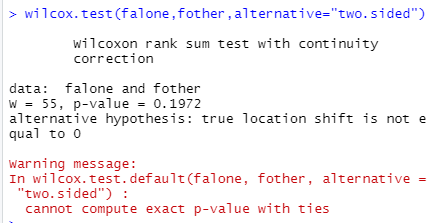 > wilcox.test(falone,fother,alternative="two.sided")
Wilcoxon rank sum test with continuity
correction
data:  falone and fother
W = 55, p-value = 0.1972
alternative hypothesis: true location shift is not e
qual to 0
Warning message:
In wilcox.test.default(falone, fother, alternative =
"two.sided") :
cannot compute exact p-value with ties
>